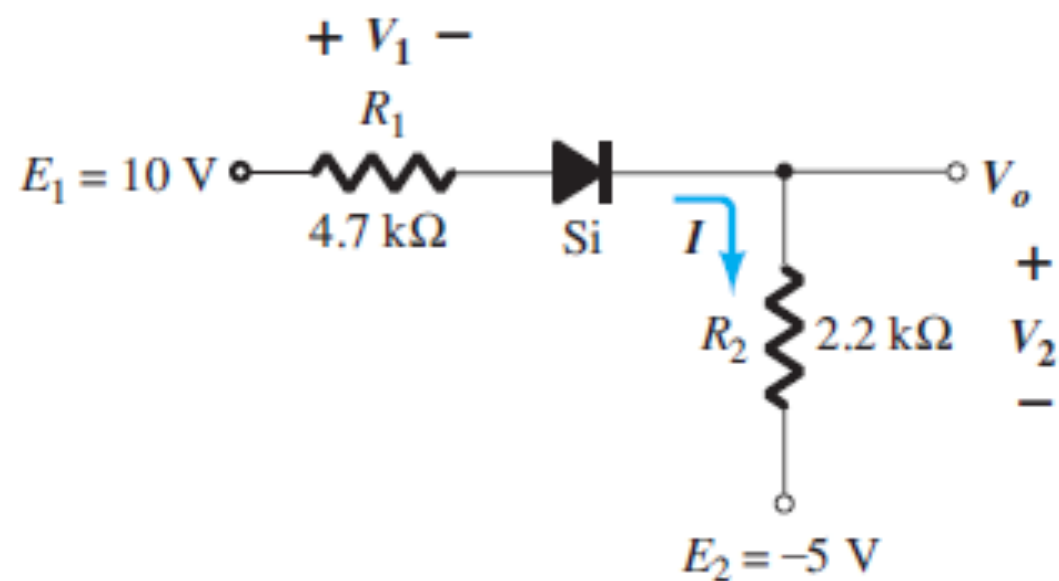 + V₁ −
R₁
E₁ = 10 V
4.7 kΩ
Si
I
Vₒ
+
R₂
2.2 kΩ
V₂
−
E₂ = −5 V